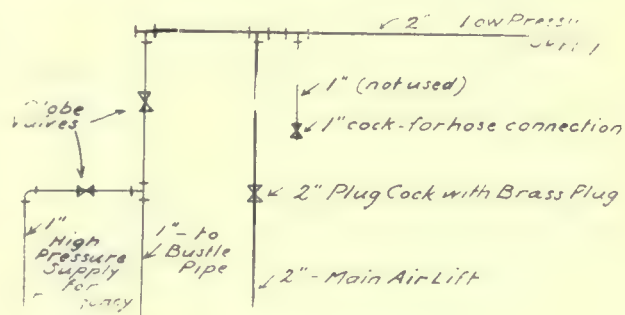 2" Low
1" (not used)
Globe
Valves
1" cock-for hose connection
2" Plug Cock with Brass Plug
1"
High
Pressure
Supply
for
1"-to
Bustle
Pipe
2"-Main Air Lift